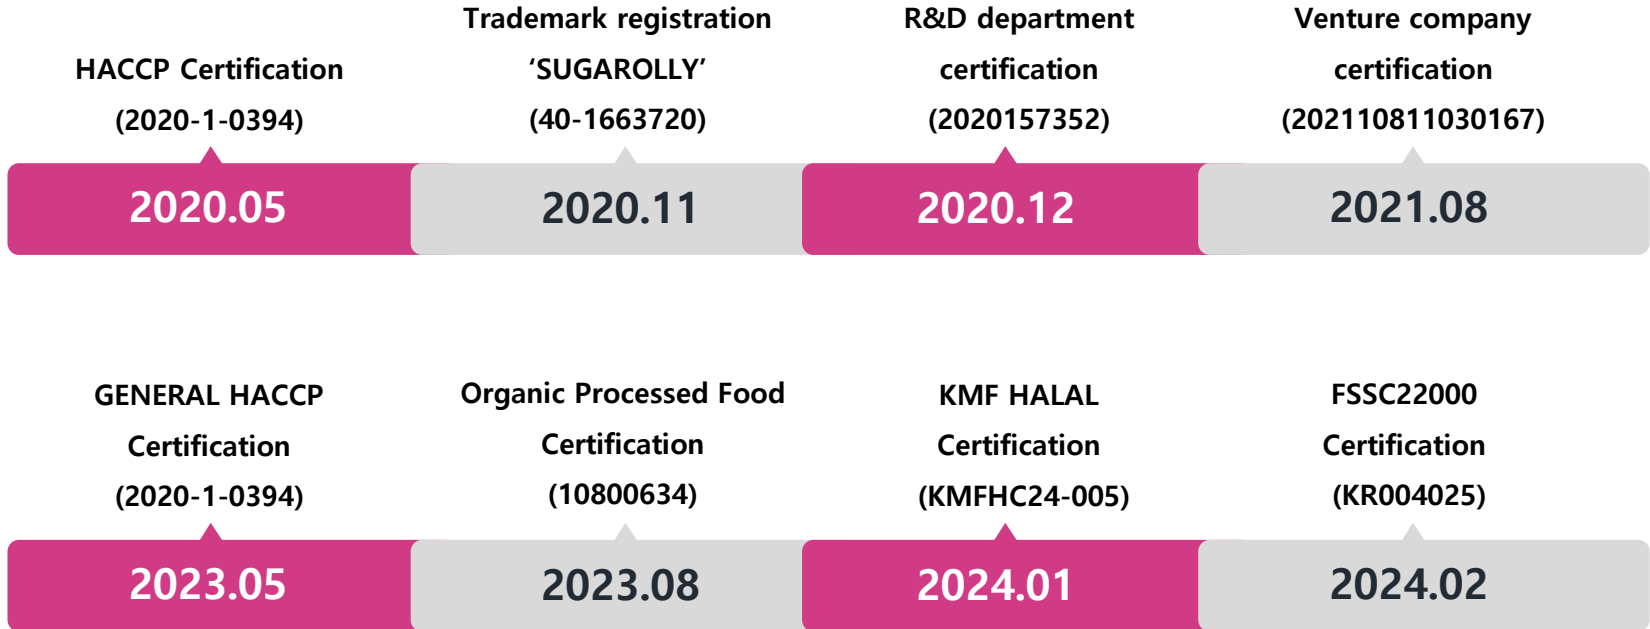 HACCP Certification
(2020-1-0394)
2020.05
Trademark registration
‘SUGAROLLY’
(40-1663720)
2020.11
R&D department
certification
(2020157352)
2020.12
Venture company
certification
(202110811030167)
2021.08
GENERAL HACCP
Certification
(2020-1-0394)
2023.05
Organic Processed Food
Certification
(10800634)
2023.08
KMF HALAL
Certification
(KMFHC24-005)
2024.01
FSSC22000
Certification
(KR004025)
2024.02